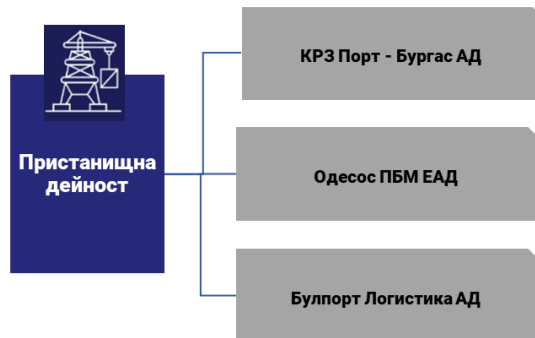 КРЗ Порт - Бургас АД
Пристанищна
дейност
Одесос ПБМ ЕАД
Булпорт Логистика АД